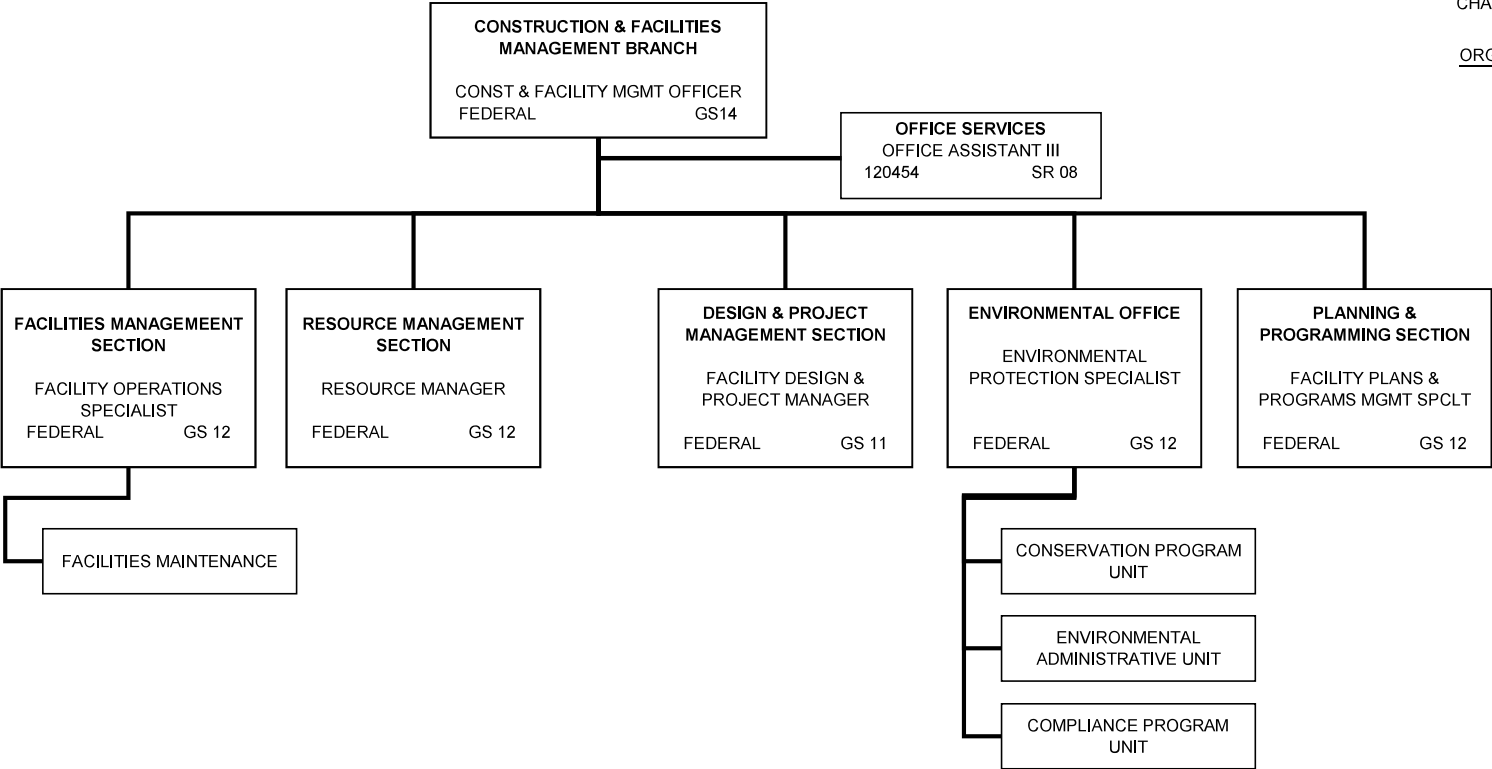 CONSTRUCTION & FACILITIES
MANAGEMENT BRANCH
CONST & FACILITY MGMT OFFICER
FEDERAL GS14
OFFICE SERVICES
OFFICE ASSISTANT III
120454 SR 08
FACILITIES MANAGEMEENT
SECTION
FACILITY OPERATIONS
SPECIALIST
FEDERAL GS 12
RESOURCE MANAGEMENT
SECTION
RESOURCE MANAGER
FEDERAL GS 12
DESIGN & PROJECT
MANAGEMENT SECTION
FACILITY DESIGN &
PROJECT MANAGER
FEDERAL GS 11
ENVIRONMENTAL OFFICE
ENVIRONMENTAL
PROTECTION SPECIALIST
FEDERAL GS 12
PLANNING &
PROGRAMMING SECTION
FACILITY PLANS &
PROGRAMS MGMT SPCLT
FEDERAL GS 12
FACILITIES MAINTENANCE
CONSERVATION PROGRAM
UNIT
ENVIRONMENTAL
ADMINISTRATIVE UNIT
COMPLIANCE PROGRAM
UNIT